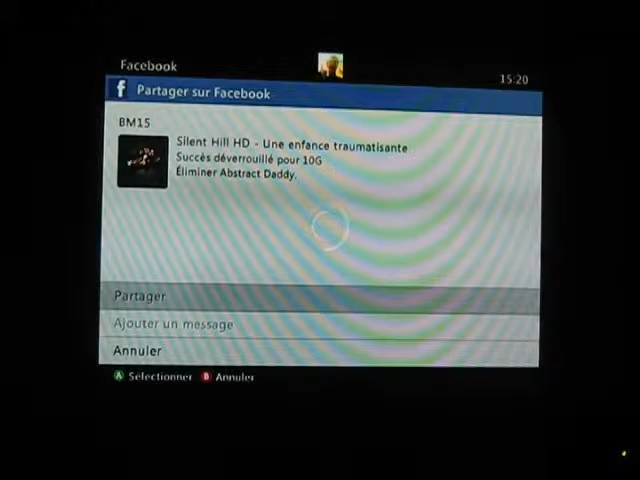 Facebook
15:20
f Partager sur Facebook
BM15
Silent Hill HD - Une enfance traumatisante
Succès déverrouillé pour 10G
Éliminer Abstract Daddy.
Partager
Ajouter un message
Annuler
A Sélectionner B Annuler